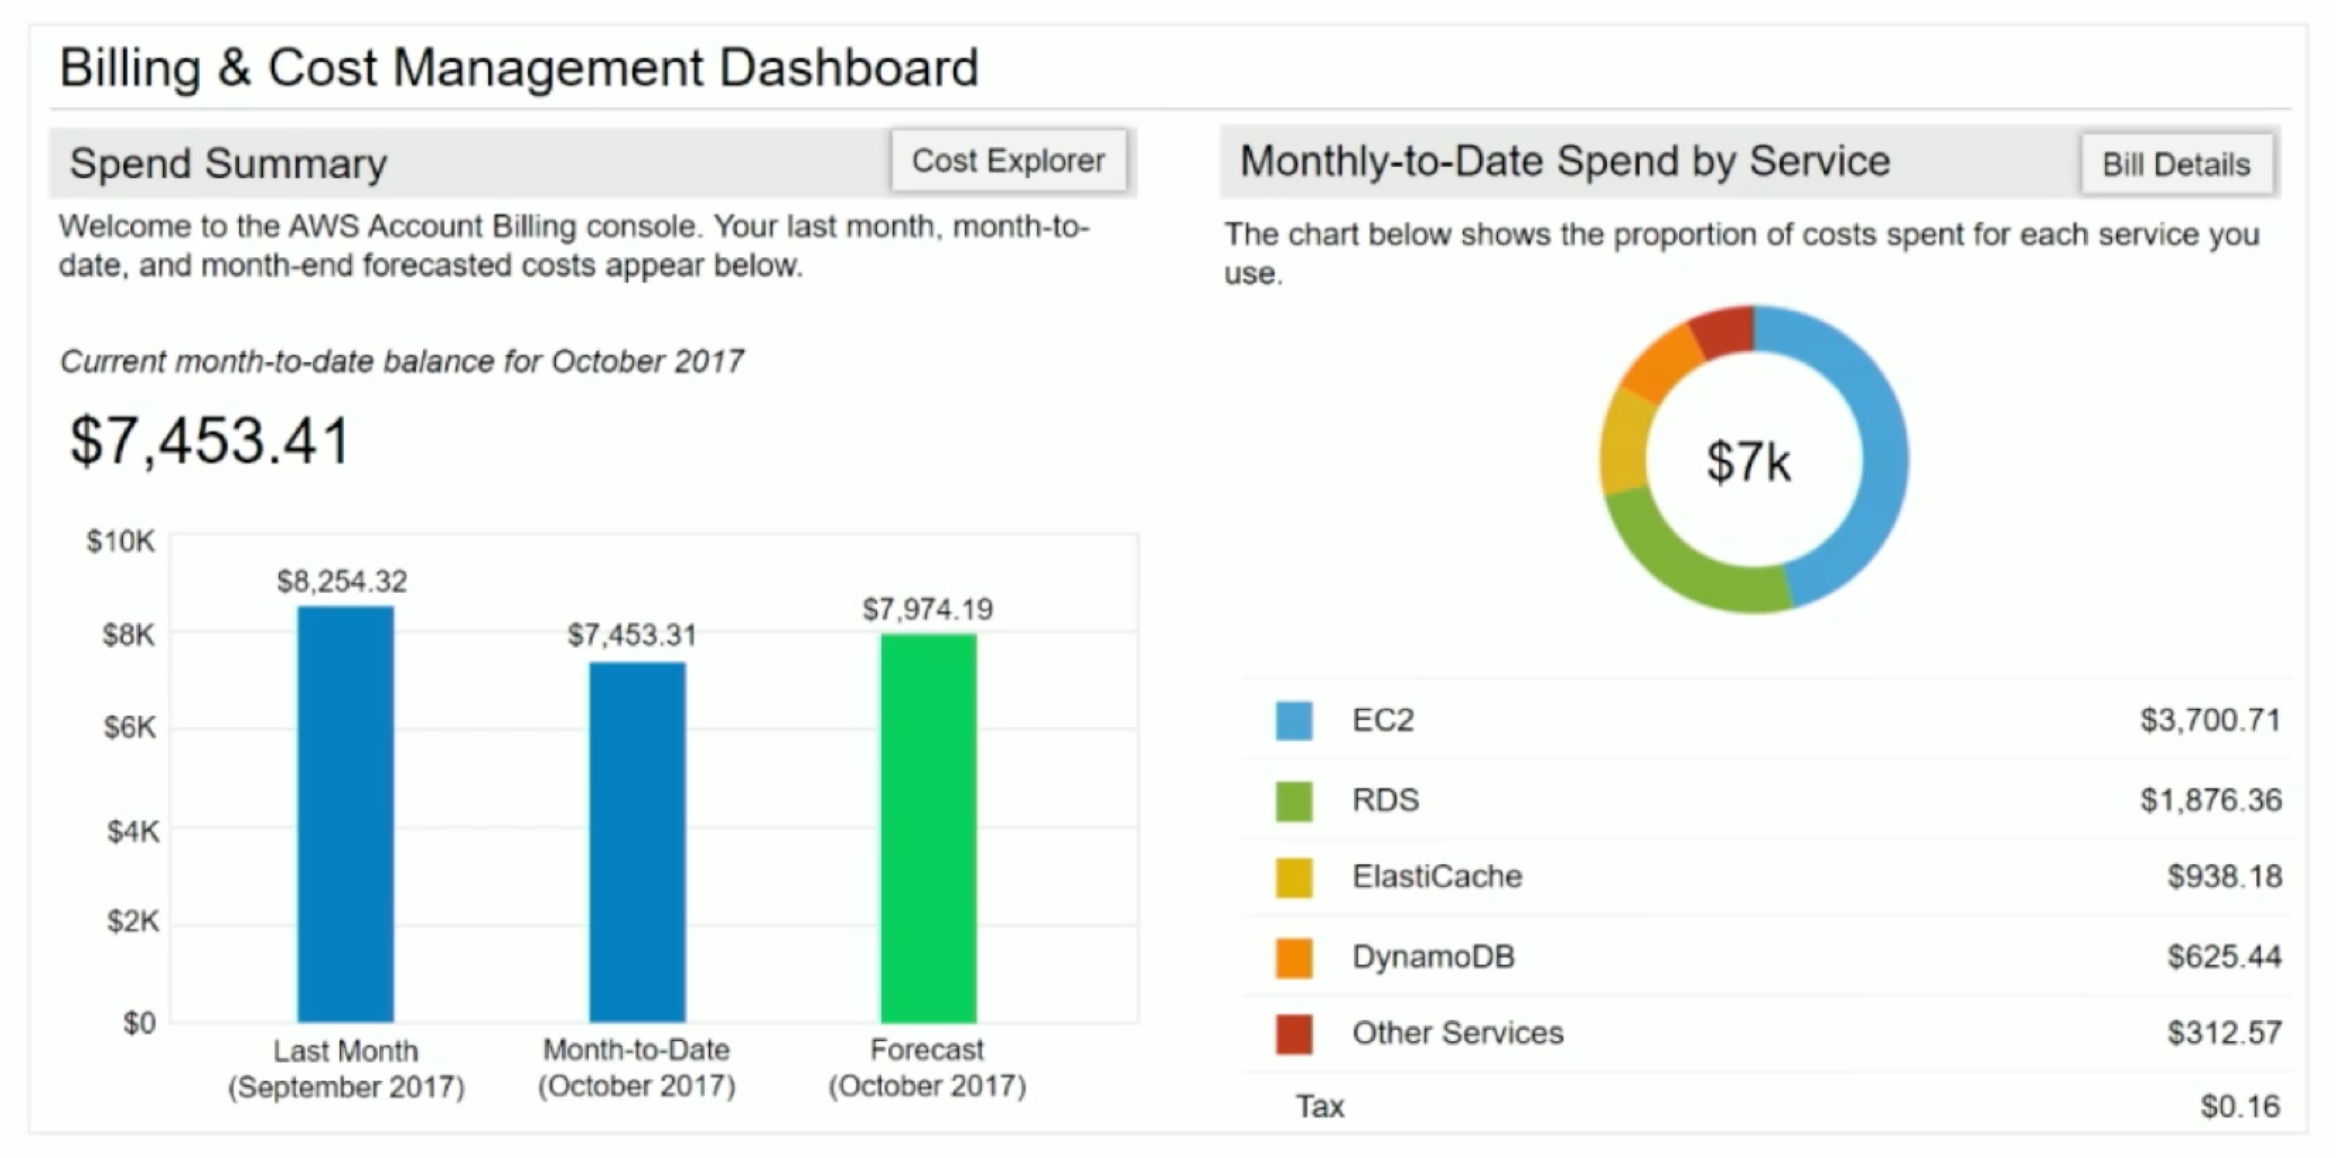 Billing & Cost Management Dashboard
Spend Summary
Cost Explorer
Welcome to the AWS Account Billing console. Your last month, month-to-
date, and month-end forecasted costs appear below.
Current month-to-date balance for October 2017
$7,453.41
$10K
$8K
$6K
$4K
$2K
$0
$8,254.32
$7,453.31
$7,974.19
Last Month
(September 2017)
Month-to-Date
(October 2017)
Forecast
(October 2017)
Monthly-to-Date Spend by Service
Bill Details
The chart below shows the proportion of costs spent for each service you
use.
$7k
EC2 $3,700.71
RDS $1,876.36
ElastiCache $938.18
DynamoDB $625.44
Other Services $312.57
Tax $0.16